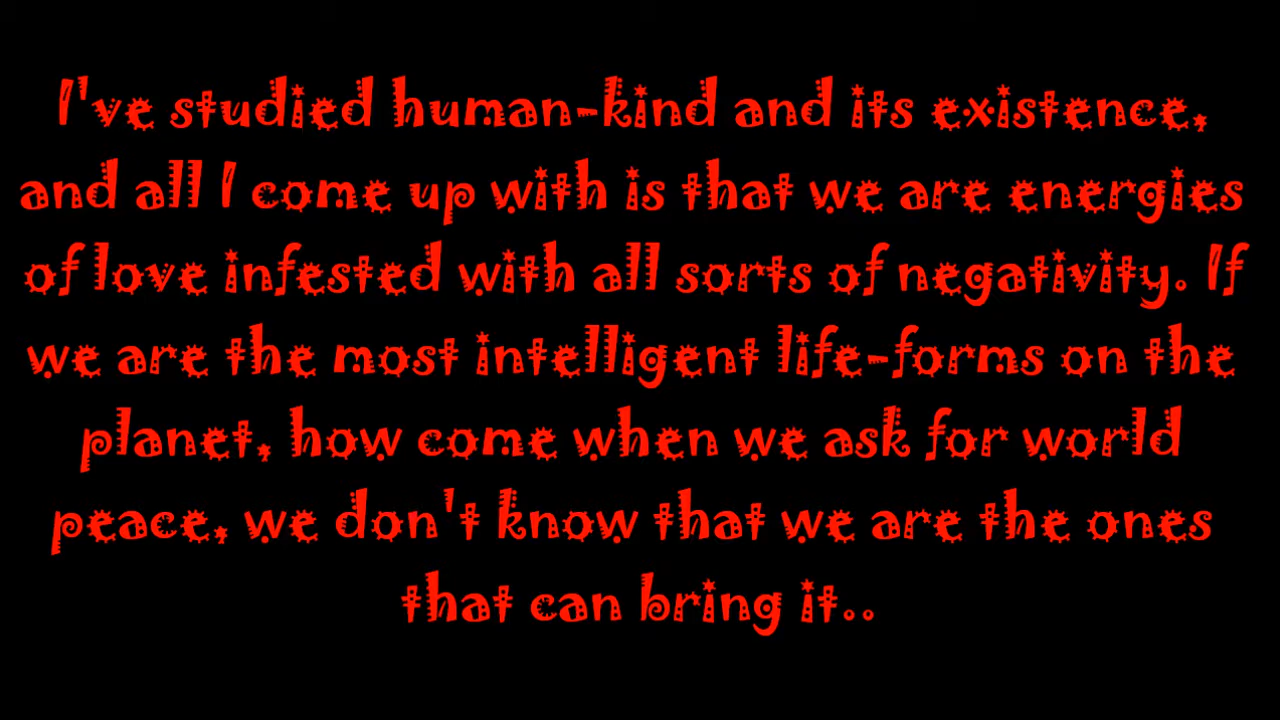 I've studied human-kind and its existence,
and all I come up with is that we are energies
of love infested with all sorts of negativity. If
we are the most intelligent life-forms on the
planet, how come when we ask for world
peace, we don't know that we are the ones
that can bring it..